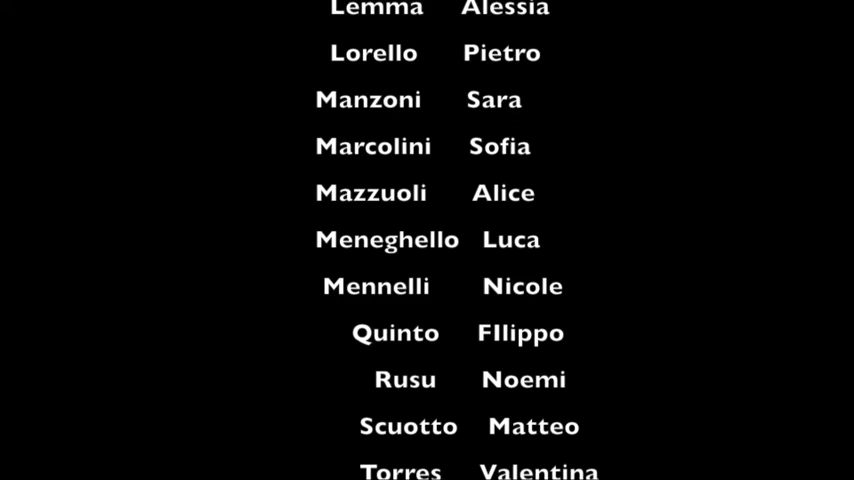 Lemma Alessia
Lorello Pietro
Manzoni Sara
Marcolini Sofia
Mazzuoli Alice
Meneghello Luca
Mennelli Nicole
Quinto FIlippo
Rusu Noemi
Scuotto Matteo
Torres Valentina